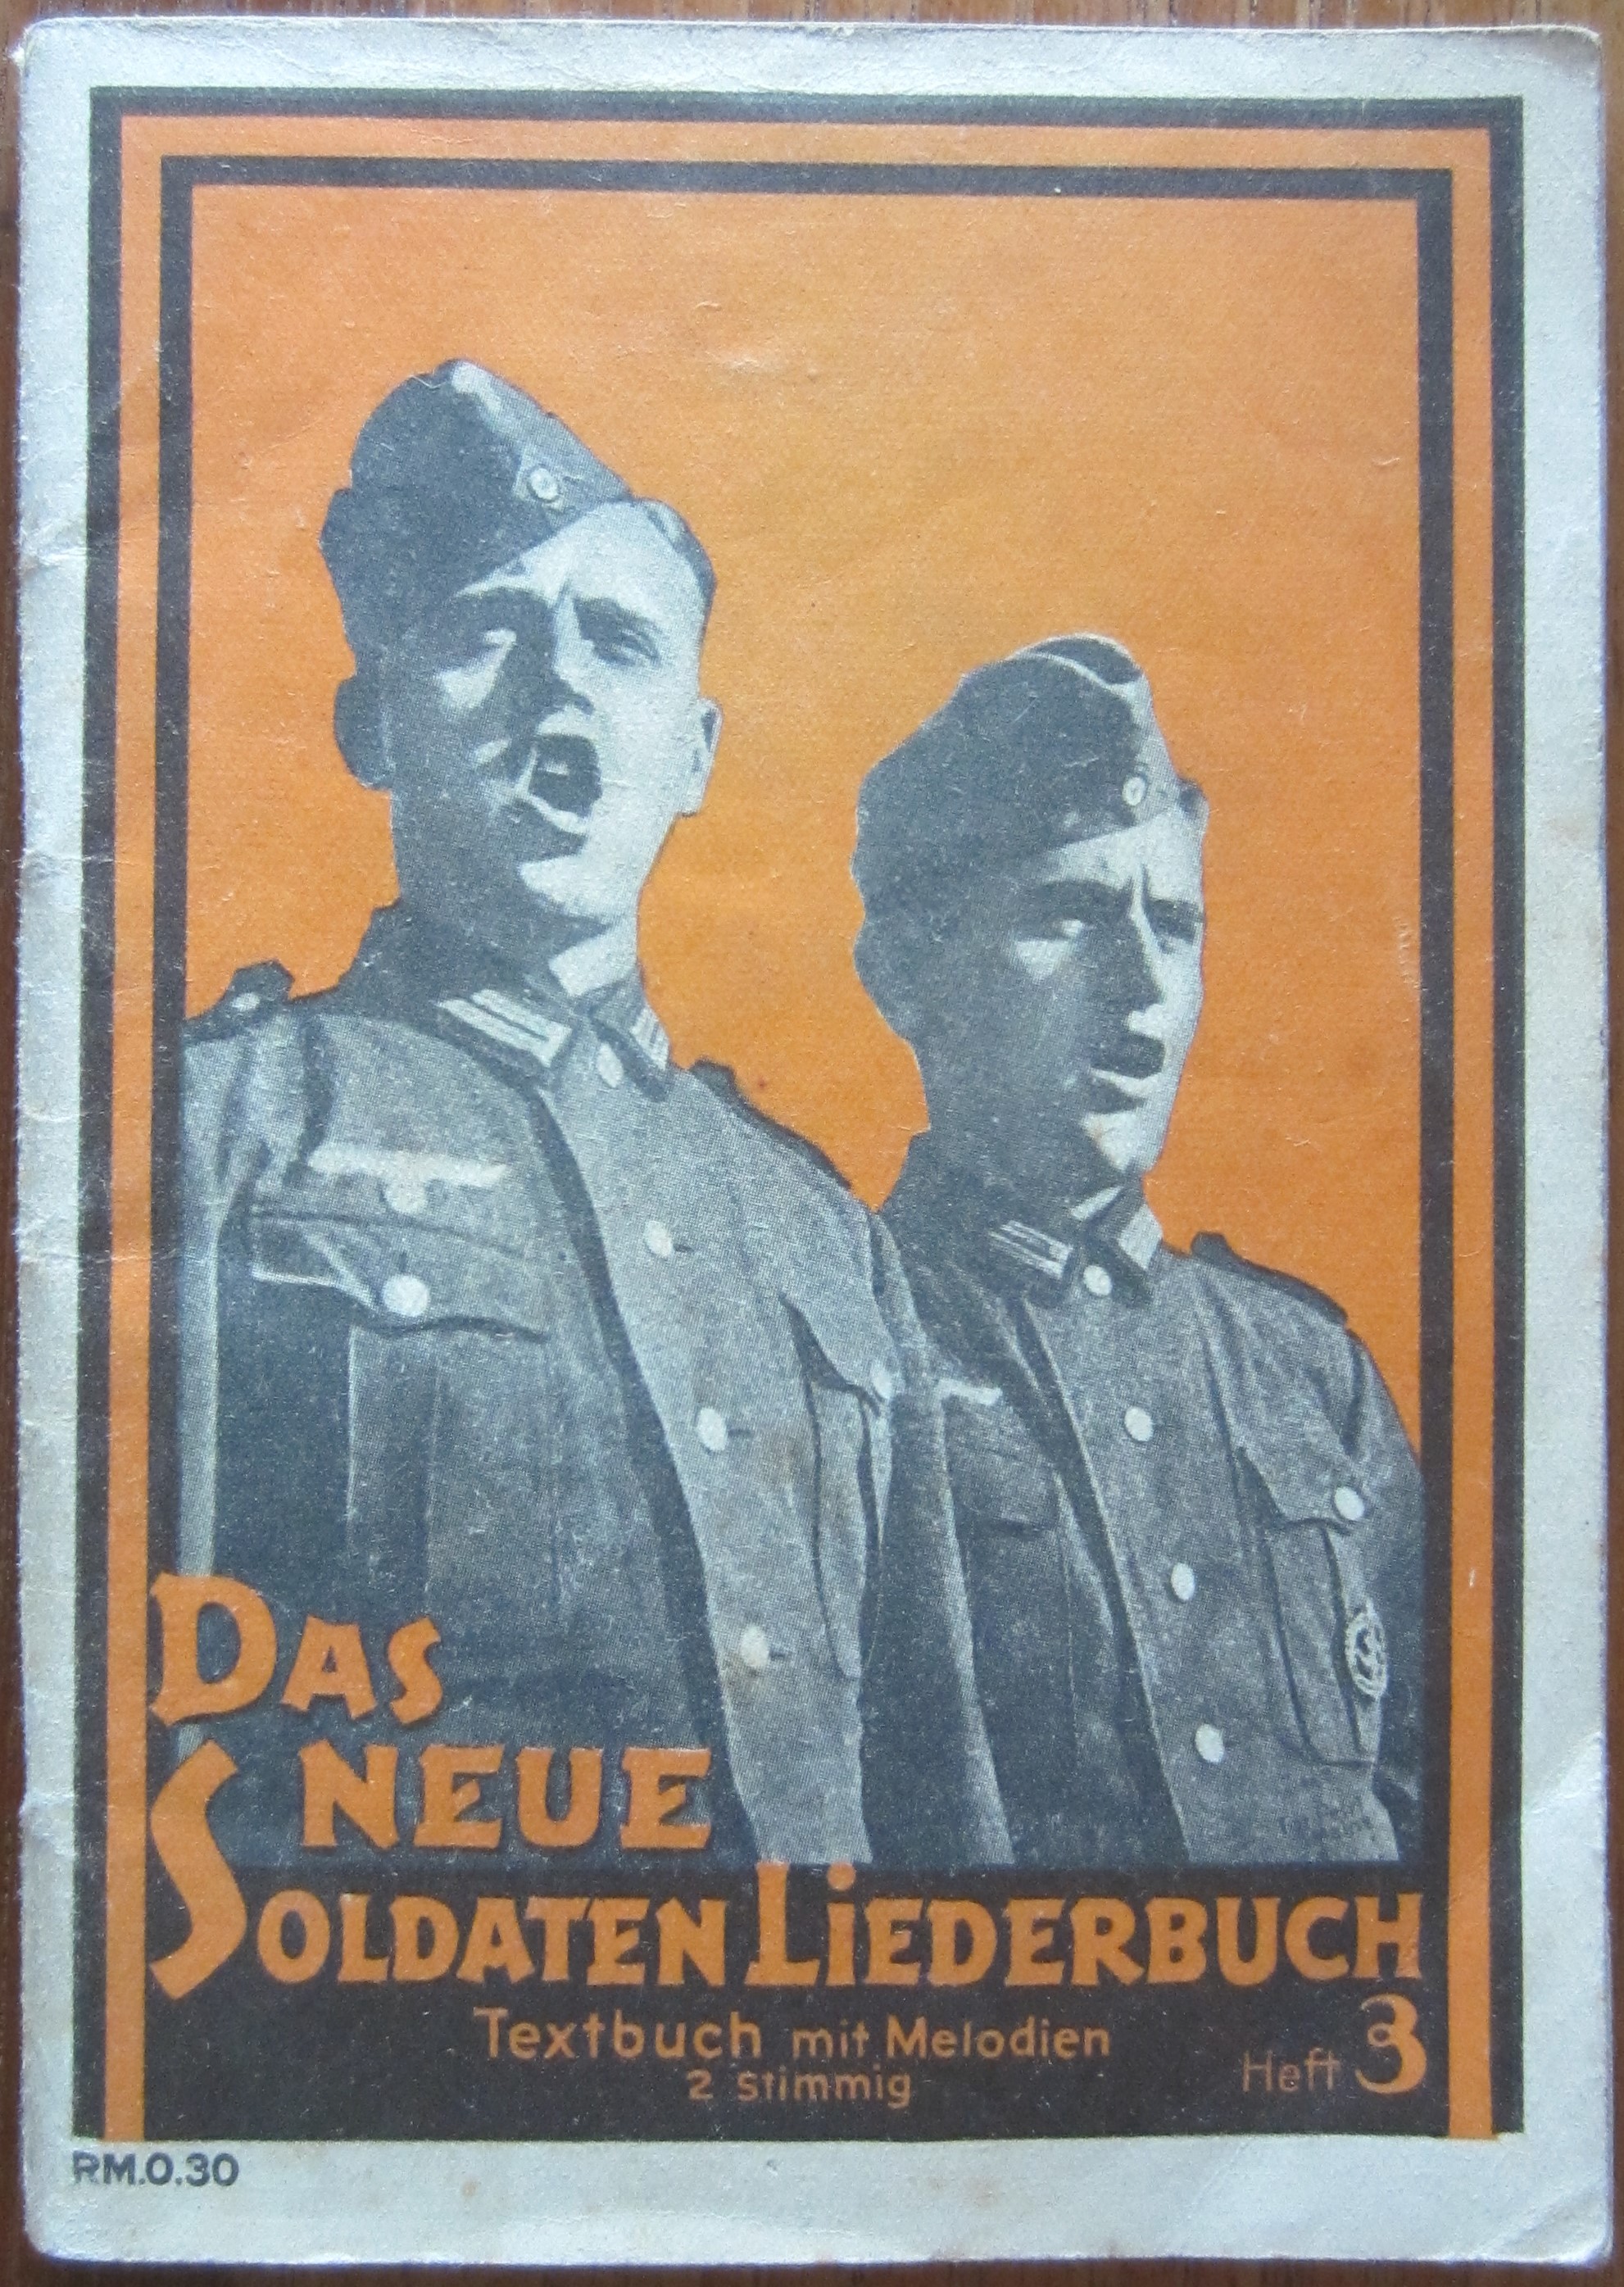 DAS
NEUE
SOLDATEN LiEDERBUCH
Textbuch mit Melodien
2 stimmig
Heft 3
RM.0.30